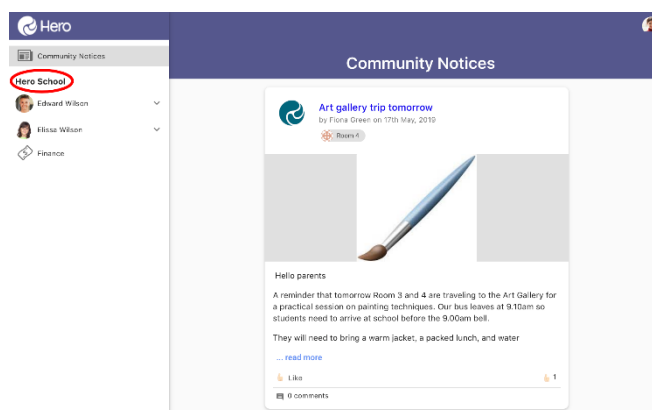 Hero
Community Notices
Hero School
Edward Wilson
Elissa Wilson
Finance
Community Notices
Art gallery trip tomorrow
by Fiona Green on 17th May, 2019
Room 4
Hello parents
A reminder that tomorrow Room 3 and 4 are traveling to the Art Gallery for
a practical session on painting techniques. Our bus leaves at 9.10am so
students need to arrive at school before the 9.00am bell.
They will need to bring a warm jacket, a packed lunch, and water
... read more
Like
1
0 comments